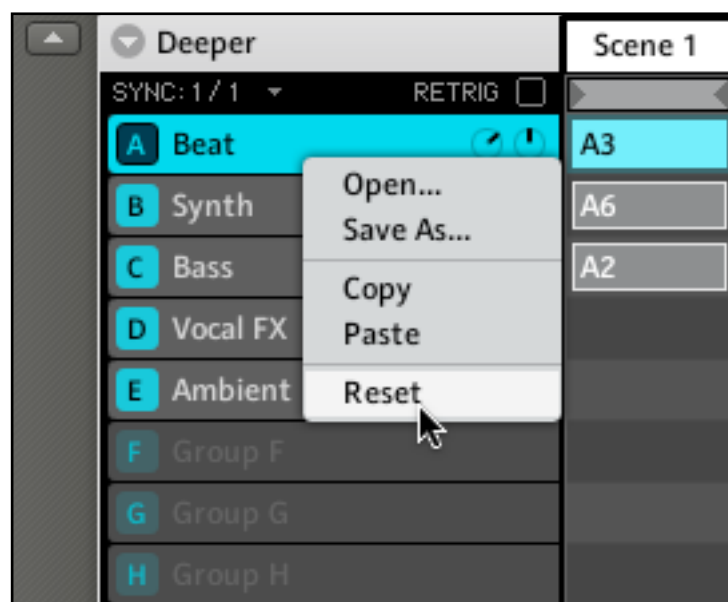 Deeper
Scene 1
SYNC: 1 / 1
RETRIG
A Beat
A3
Open...
B Synth
A6
Save As...
C Bass
A2
Copy
D Vocal FX
Paste
E Ambient
Reset
F Group F
G Group G
H Group H